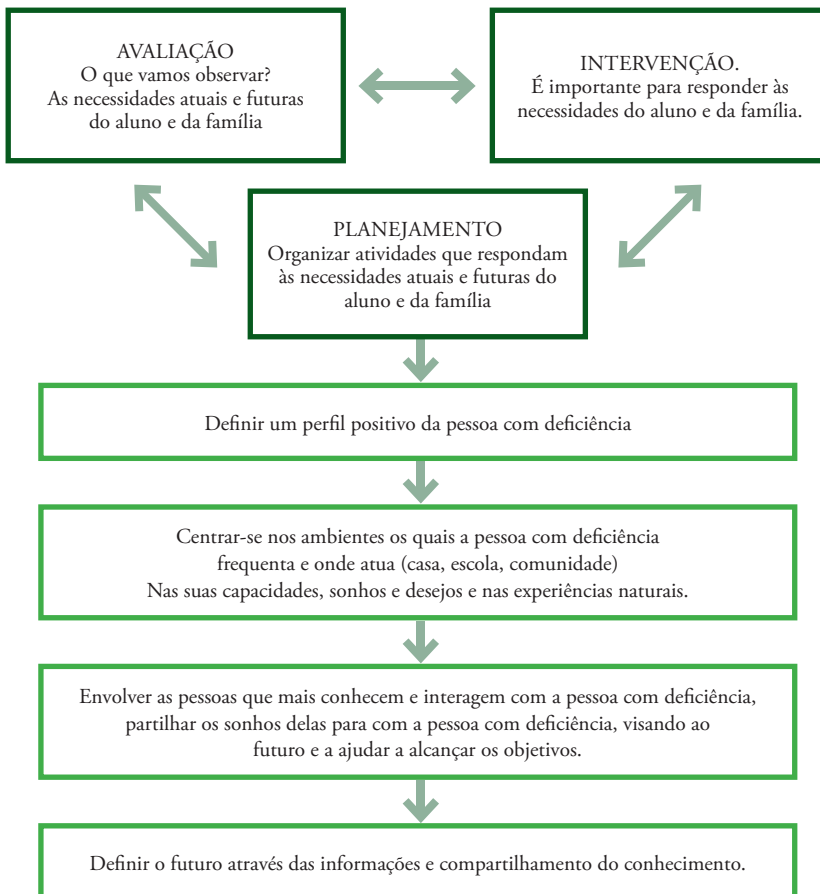 AVALIAÇÃO
O que vamos observar?
As necessidades atuais e futuras
do aluno e da família
INTERVENÇÃO.
É importante para responder às
necessidades do aluno e da família.
PLANEJAMENTO
Organizar atividades que respondam
às necessidades atuais e futuras do
aluno e da família
Definir um perfil positivo da pessoa com deficiência
Centrar-se nos ambientes os quais a pessoa com deficiência
frequenta e onde atua (casa, escola, comunidade)
Nas suas capacidades, sonhos e desejos e nas experiências naturais.
Envolver as pessoas que mais conhecem e interagem com a pessoa com deficiência,
partilhar os sonhos delas para com a pessoa com deficiência, visando ao
futuro e a ajudar a alcançar os objetivos.
Definir o futuro através das informações e compartilhamento do conhecimento.